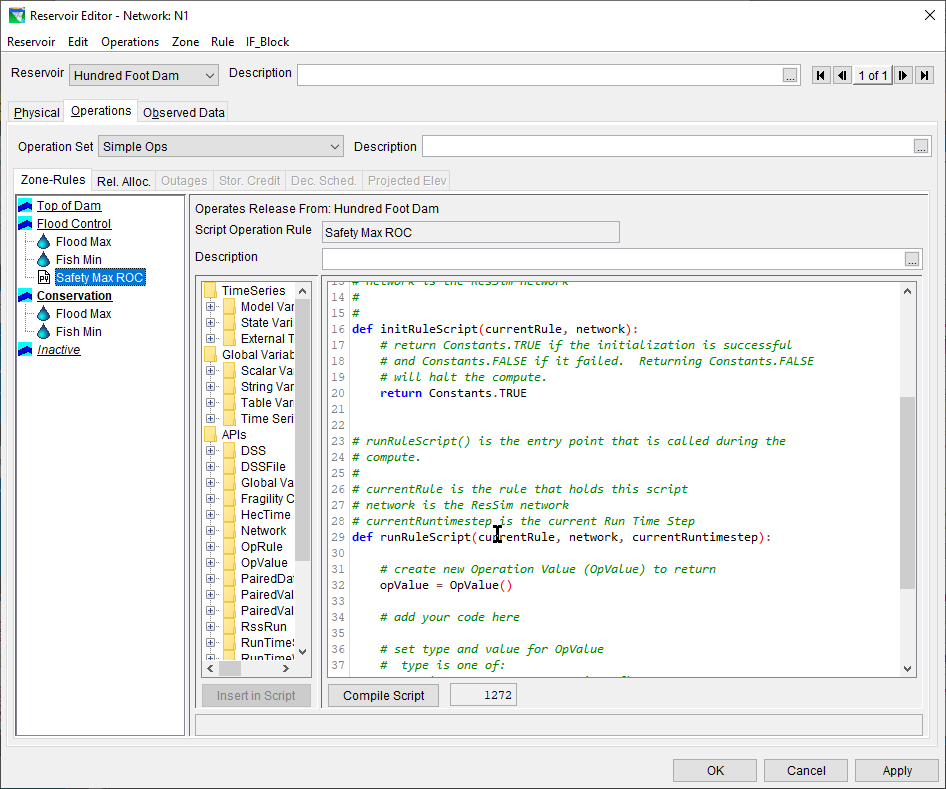 Reservoir Editor - Network: N1
Reservoir Edit Operations Zone Rule IF_Block
Reservoir Hundred Foot Dam Description ... 1 of 1
Physical Operations Observed Data
Operation Set Simple Ops Description ...
Zone-Rules Rel. Alloc. Outages Stor. Credit Dec. Sched. Projected Elev
Top of Dam
Flood Control
Flood Max
Fish Min
Safety Max ROC
Conservation
Flood Max
Fish Min
Inactive
Operates Release From: Hundred Foot Dam
Script Operation Rule Safety Max ROC
Description ...
TimeSeries
Model Var
State Vari
External T
Global Variab
Scalar Va
String Var
Table Var
Time Seri
APIs
DSS
DSSFile
Global Va
Fragility C
HecTime
Network
OpRule
OpValue
PairedDa
PairedVal
PairedVal
RssRun
RunTimeS
RunTimeV
13 # network is the ResSim network
14 #
15 #
16 def initRuleScript(currentRule, network):
17 # return Constants.TRUE if the initialization is successful
18 # and Constants.FALSE if it failed. Returning Constants.FALSE
19 # will halt the compute.
20 return Constants.TRUE
21
22
23 # runRuleScript() is the entry point that is called during the
24 # compute.
25 #
26 # currentRule is the rule that holds this script
27 # network is the ResSim network
28 # currentRuntimestep is the current Run Time Step
29 def runRuleScript(currentRule, network, currentRuntimestep):
30
31 # create new Operation Value (OpValue) to return
32 opValue = OpValue()
33
34 # add your code here
35
36 # set type and value for OpValue
37 # type is one of:
Insert in Script Compile Script 1272
OK Cancel Apply